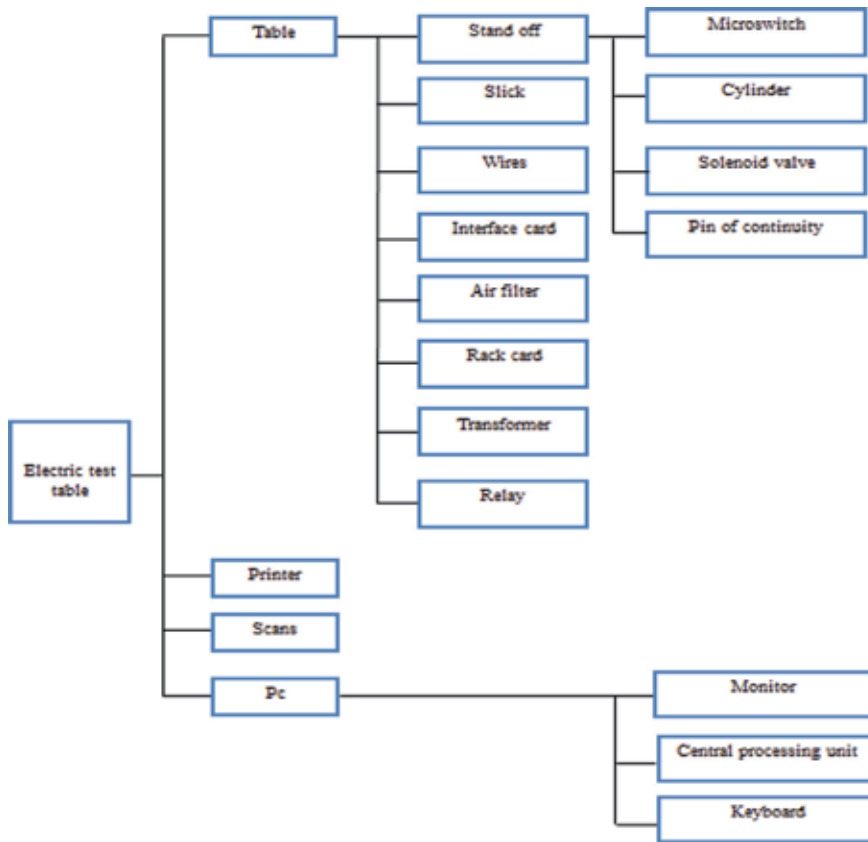 Table
Stand off
Microswitch
Slick
Cylinder
Wires
Solenoid valve
Interface card
Pin of continuity
Air filter
Rack card
Transformer
Electric test
table
Relay
Printer
Scans
Pc
Monitor
Central processing unit
Keyboard